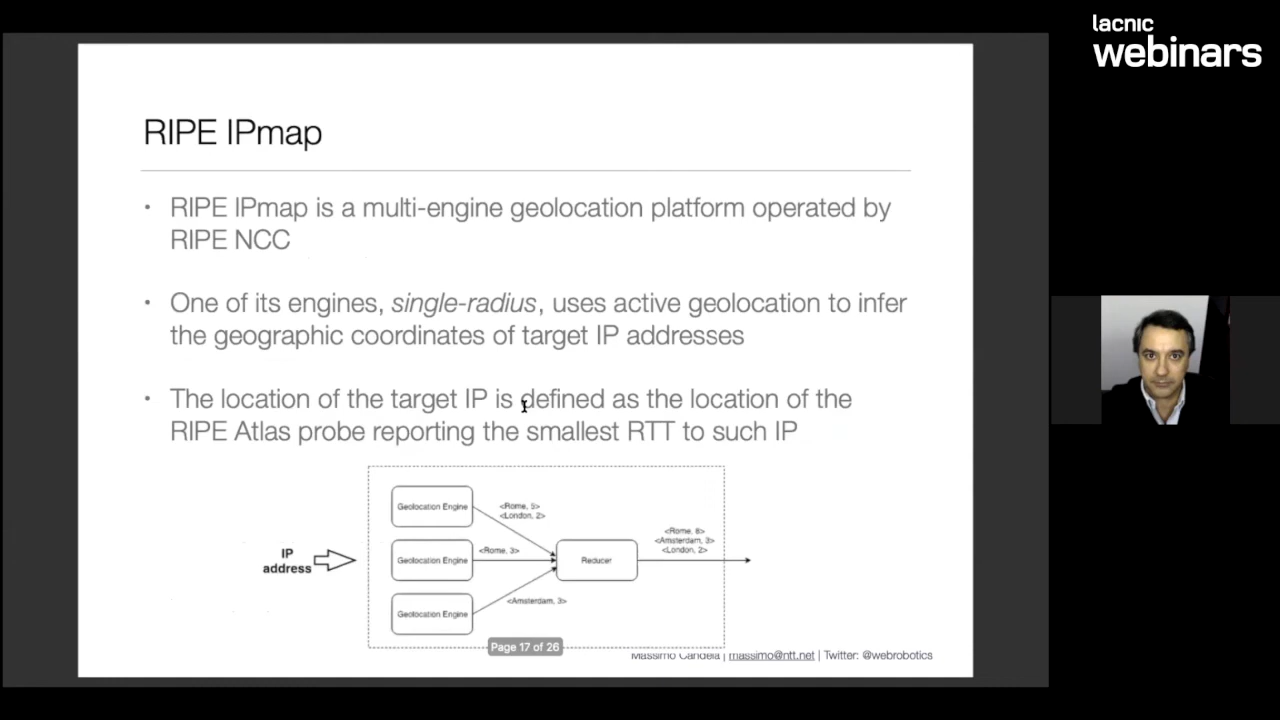 lacnic
webinars
RIPE IPmap
• RIPE IPmap is a multi-engine geolocation platform operated by
RIPE NCC
• One of its engines, single-radius, uses active geolocation to infer
the geographic coordinates of target IP addresses
• The location of the target IP is defined as the location of the
RIPE Atlas probe reporting the smallest RTT to such IP
IP
address
Geolocation Engine
Geolocation Engine
Geolocation Engine
<Rome, 5>
<London, 2>
<Rome, 3>
<Amsterdam, 3>
Reducer
<Rome, 8>
<Amsterdam, 3>
<London, 2>
Page 17 of 26
Massimo Candela | massimo@ntt.net | Twitter: @webrobotics